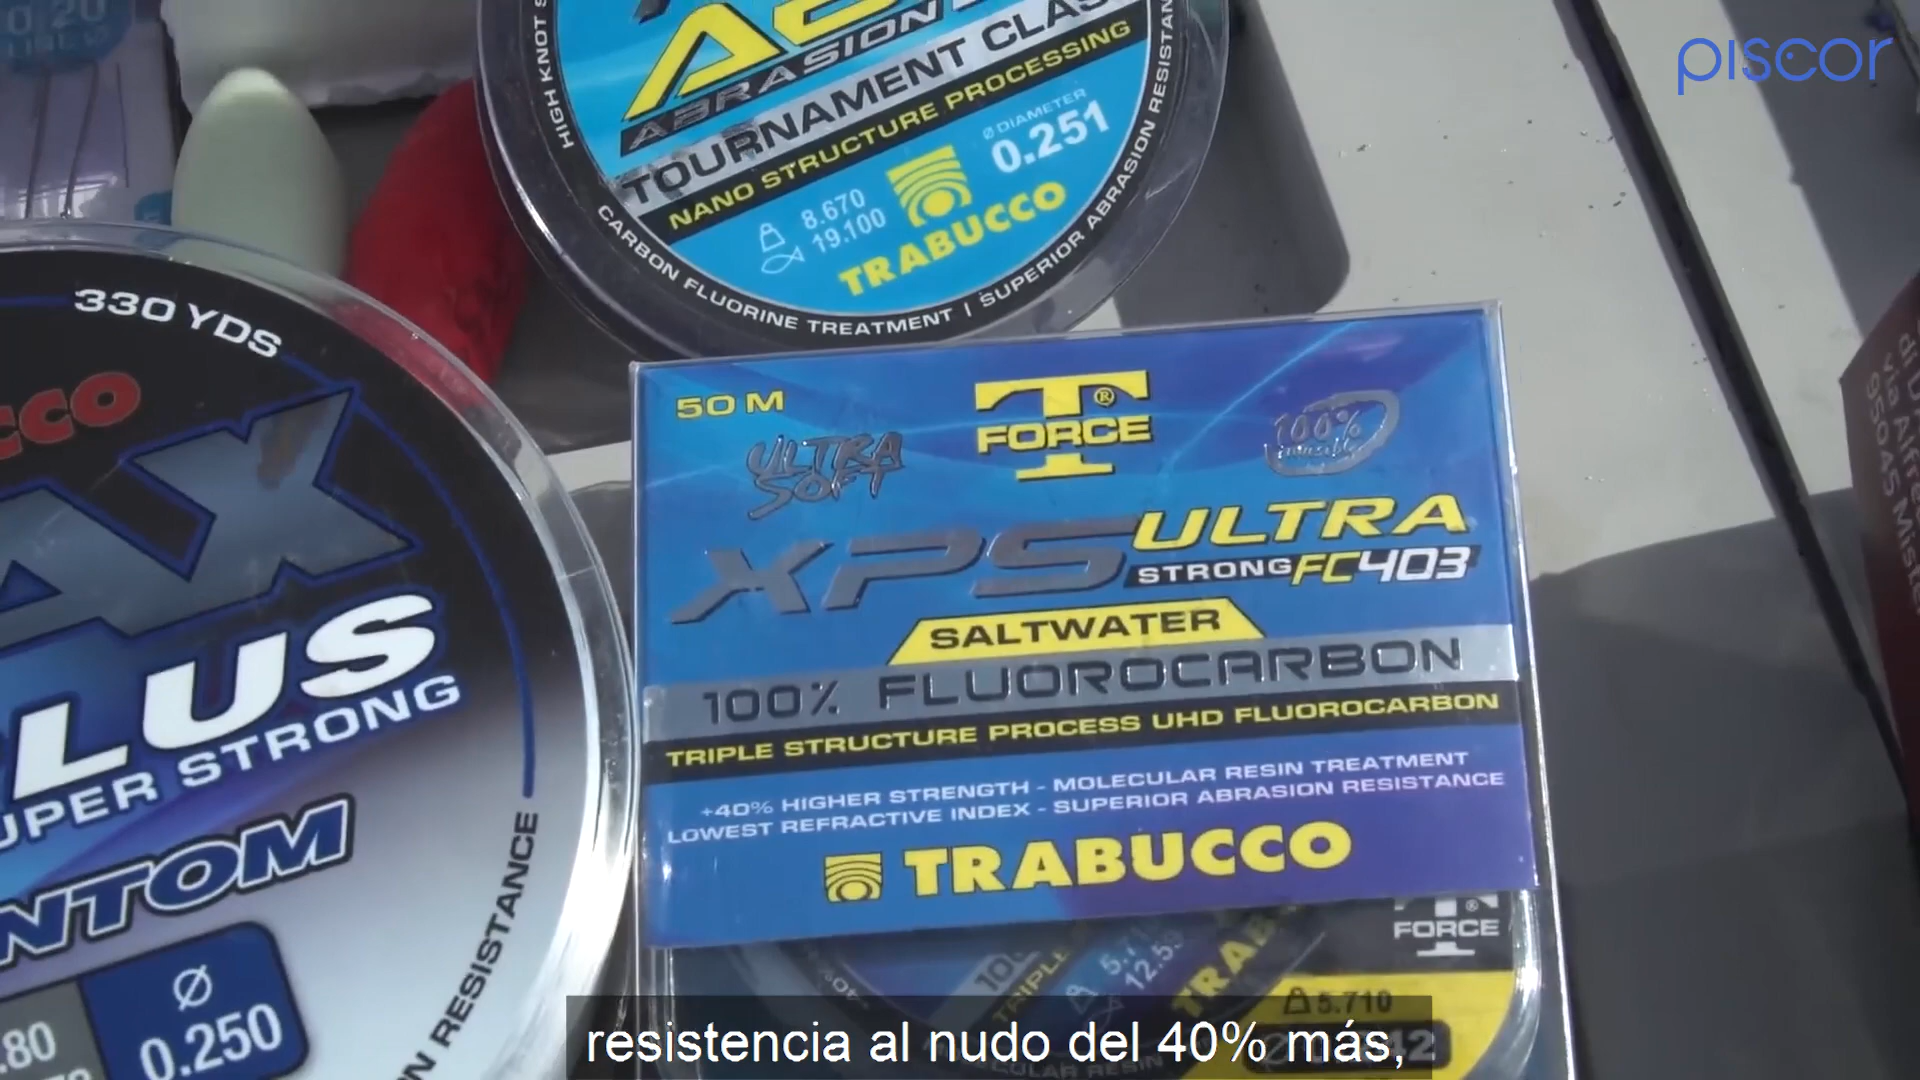 piscor
ABRASION
TOURNAMENT CLASS
NANO STRUCTURE PROCESSING
Ø DIAMETER
0.251
8.670
19.100
TRABUCCO
HIGH KNOT
CARBON FLUORINE TREATMENT | SUPERIOR ABRASION
330 YDS
SUPER STRONG
RESISTANCE
Ø
0.250
50 M
ULTRA
SOFT
T
FORCE
®
100%
invisible
XPS ULTRA
STRONG FC403
SALTWATER
100% FLUOROCARBON
TRIPLE STRUCTURE PROCESS UHD FLUOROCARBON
+40% HIGHER STRENGTH - MOLECULAR RESIN TREATMENT
LOWEST REFRACTIVE INDEX - SUPERIOR ABRASION RESISTANCE
TRABUCCO
T
FORCE
5.710
95045
resistencia al nudo del 40% más,